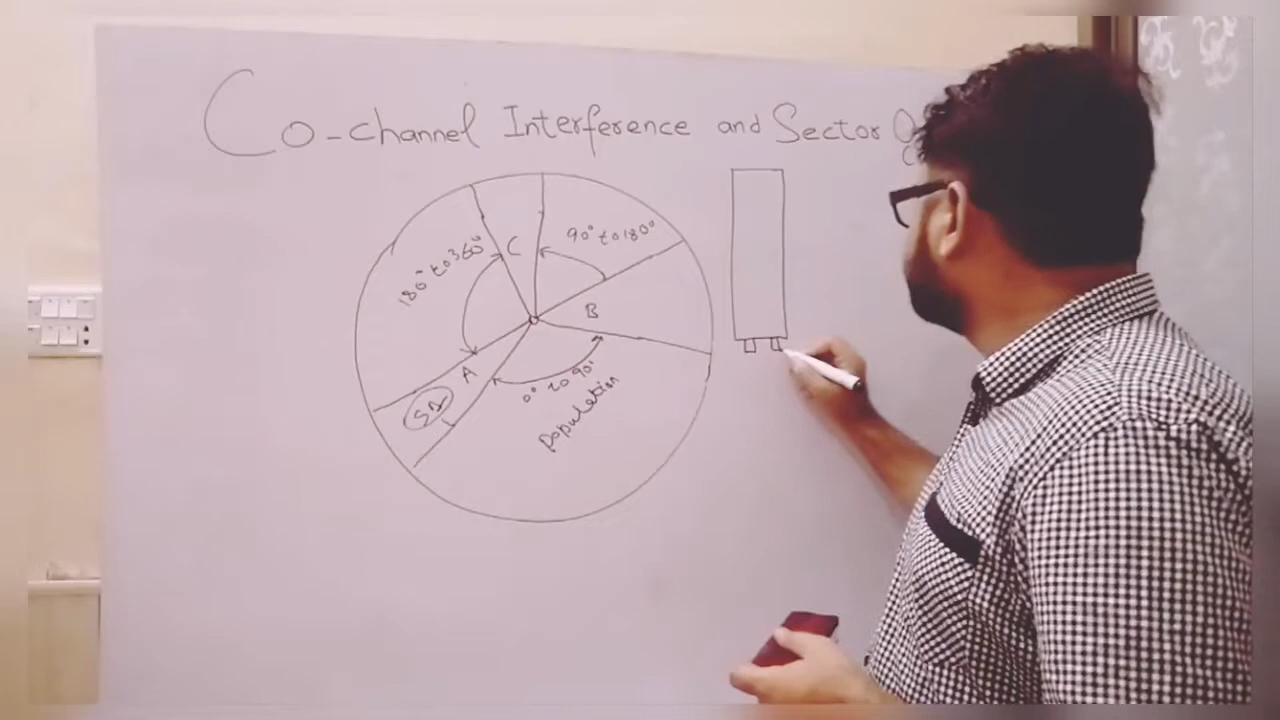 Co-channel Interference and Sector
180° to 360°
C
90° to 180°
B
A
0° to 90°
Population